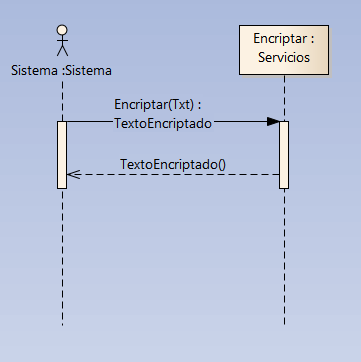 Sistema :Sistema
Encriptar :
Servicios
Encriptar(Txt) :
TextoEncriptado
TextoEncriptado()